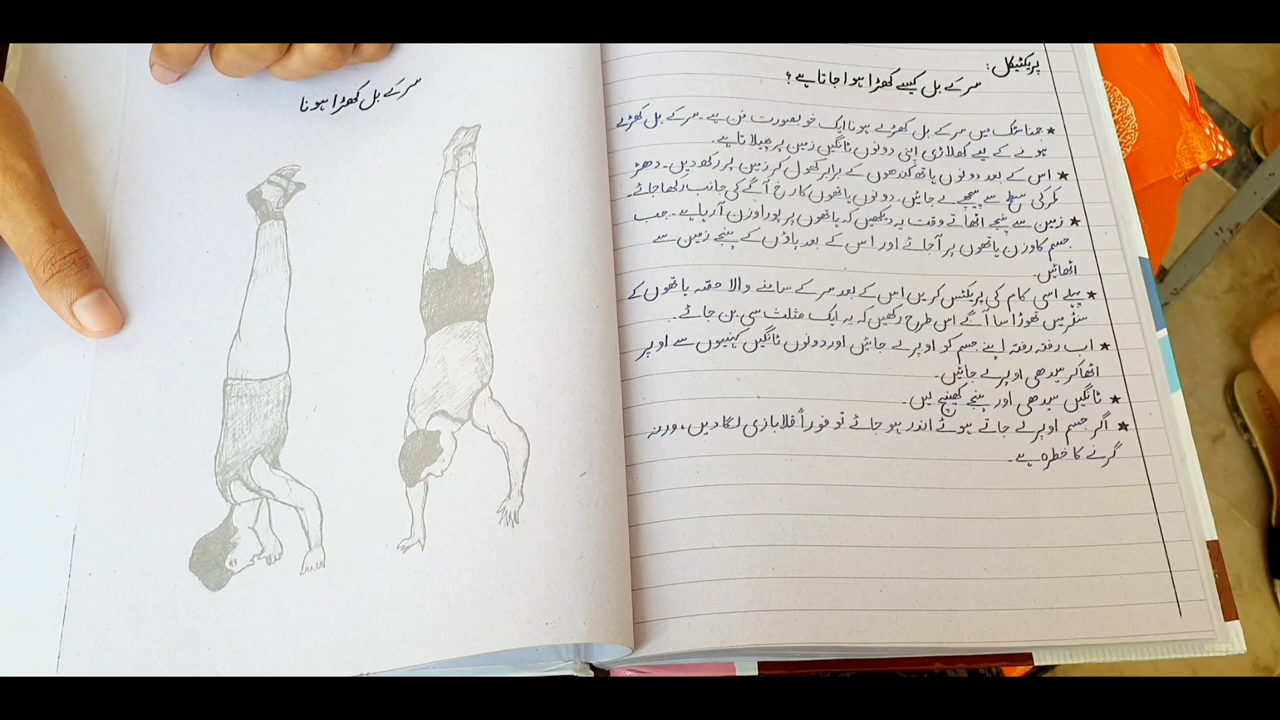 پریکٹیکل:
سر کے بل کیسے کھڑا ہوا جاتا ہے؟
★ جمناسٹک میں سر کے بل کھڑے ہونا ایک خوبصورت فن ہے۔ سر کے بل کھڑے
ہونے کے لیے کھلاڑی اپنی دونوں ٹانگیں زمین پر پھیلاتا ہے۔
★ اس کے بعد دونوں ہاتھ کندھوں کے برابر کھول کر زمین پر رکھ دیں۔ دھڑ
کمر کی سطح سے پیچھے لے جائیں۔ دونوں ہاتھوں کا رخ آگے کی جانب رکھا جائے۔
★ زمین سے پنجے اٹھاتے وقت یہ دیکھیں کہ ہاتھوں پر پورا وزن آ رہا ہے۔ جب
جسم کا وزن ہاتھوں پر آجائے اور اس کے بعد پاؤں کے پنجے زمین سے
اٹھائیں۔
★ پہلے اسی کام کی پریکٹس کریں اس کے بعد سر کے سامنے والا حصہ ہاتھوں کے
سنٹر میں تھوڑا سا آگے اس طرح رکھیں کہ یہ ایک مثلث سی بن جائے۔
★ اب رفتہ رفتہ اپنے جسم کو اوپر لے جائیں اور دونوں ٹانگیں کہنیوں سے اوپر
اٹھا کر سیدھی اوپر لے جائیں۔
★ ٹانگیں سیدھی اور پنجے کھینچے لیں۔
★ اگر جسم اوپر لے جاتے ہوئے اندر ہو جائے تو فوراً قلابازی لگا دیں، ورنہ
گرنے کا خطرہ ہے۔
سر کے بل کھڑا ہونا